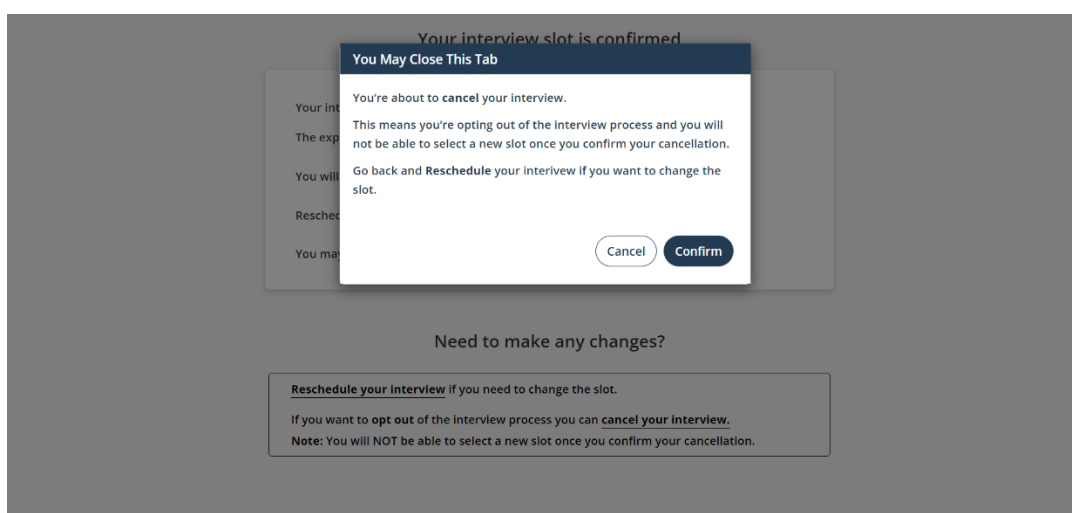 Your interview slot is confirmed
You May Close This Tab
You're about to cancel your interview.
Your int
This means you're opting out of the interview process and you will
The exp
not be able to select a new slot once you confirm your cancellation.
You will
Go back and Reschedule your interivew if you want to change the
slot.
Resched
You may
Cancel
Confirm
Need to make any changes?
Reschedule your interview if you need to change the slot.
If you want to opt out of the interview process you can cancel your interview.
Note: You will NOT be able to select a new slot once you confirm your cancellation.